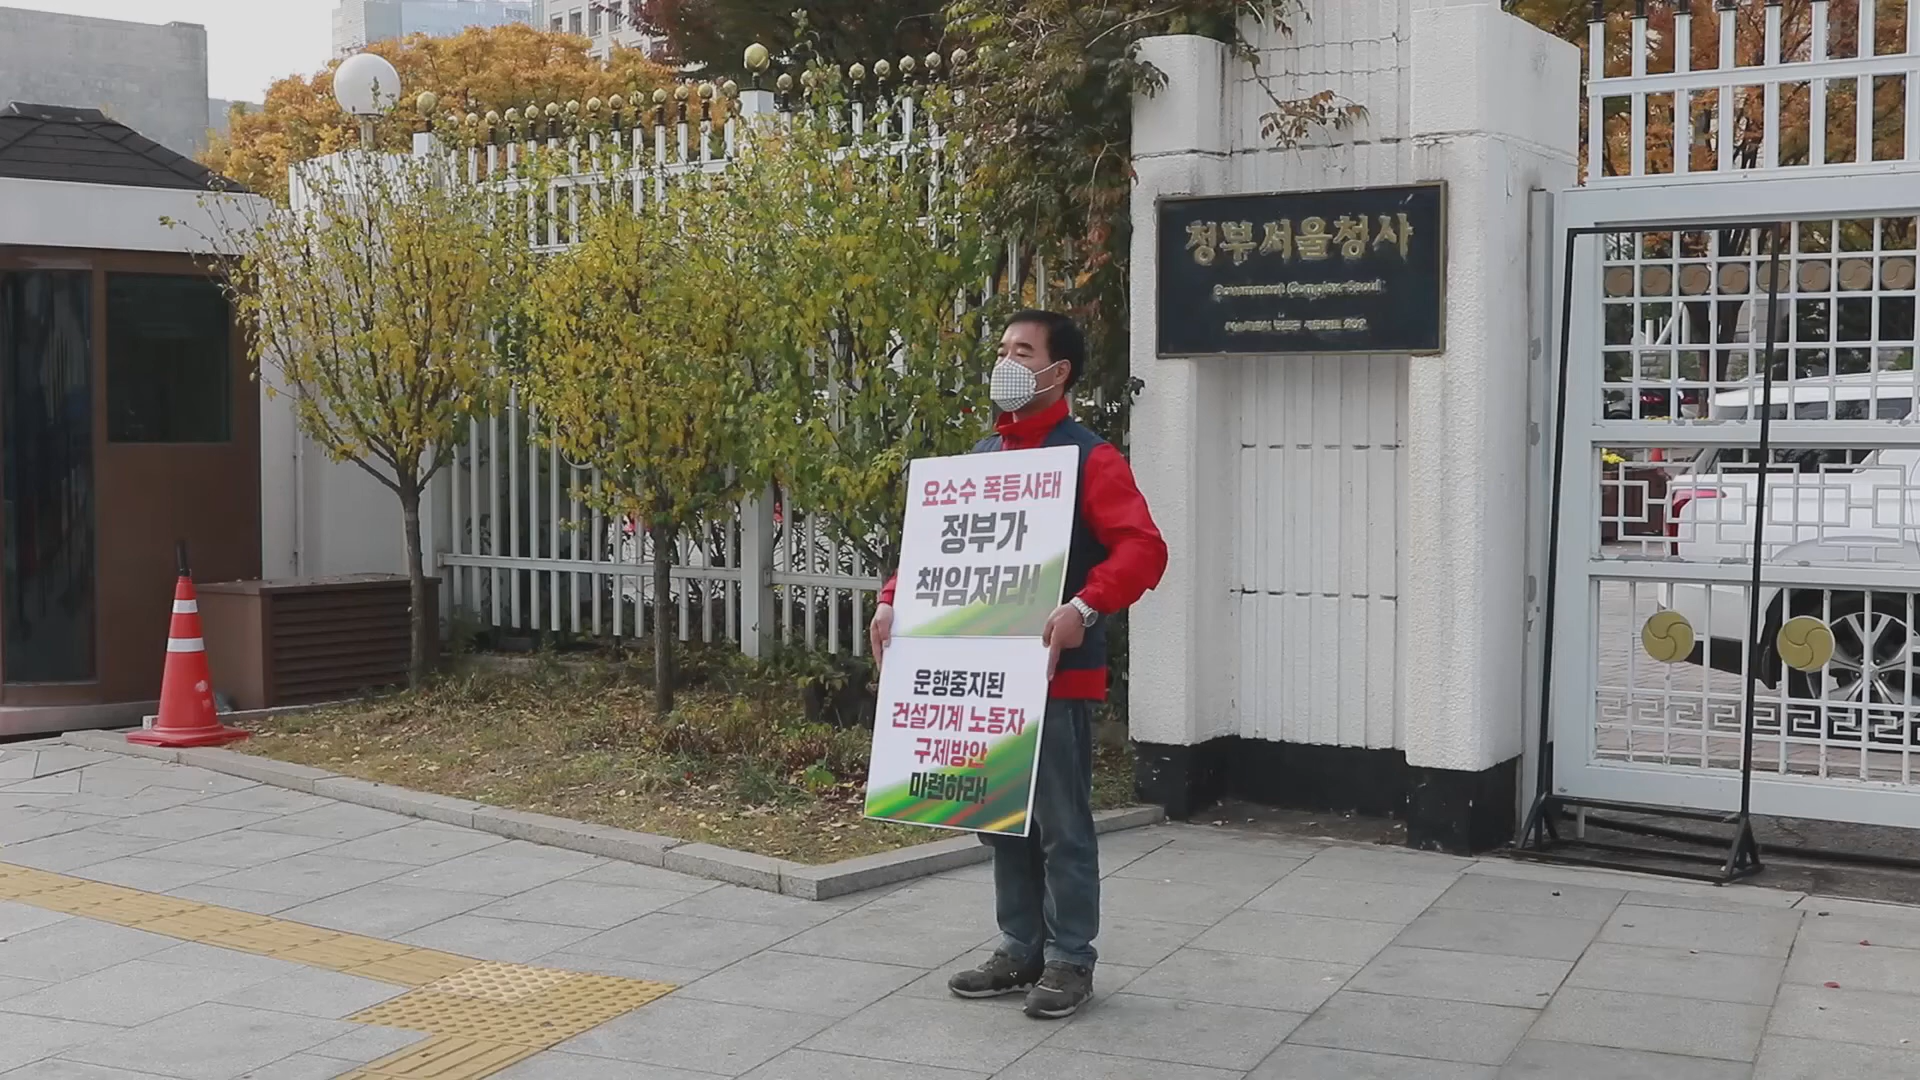 정부서울청사
Government Complex-Seoul
요소수 폭등사태
정부가
책임져라!
운행중지된
건설기계 노동자
구제방안
마련하라!